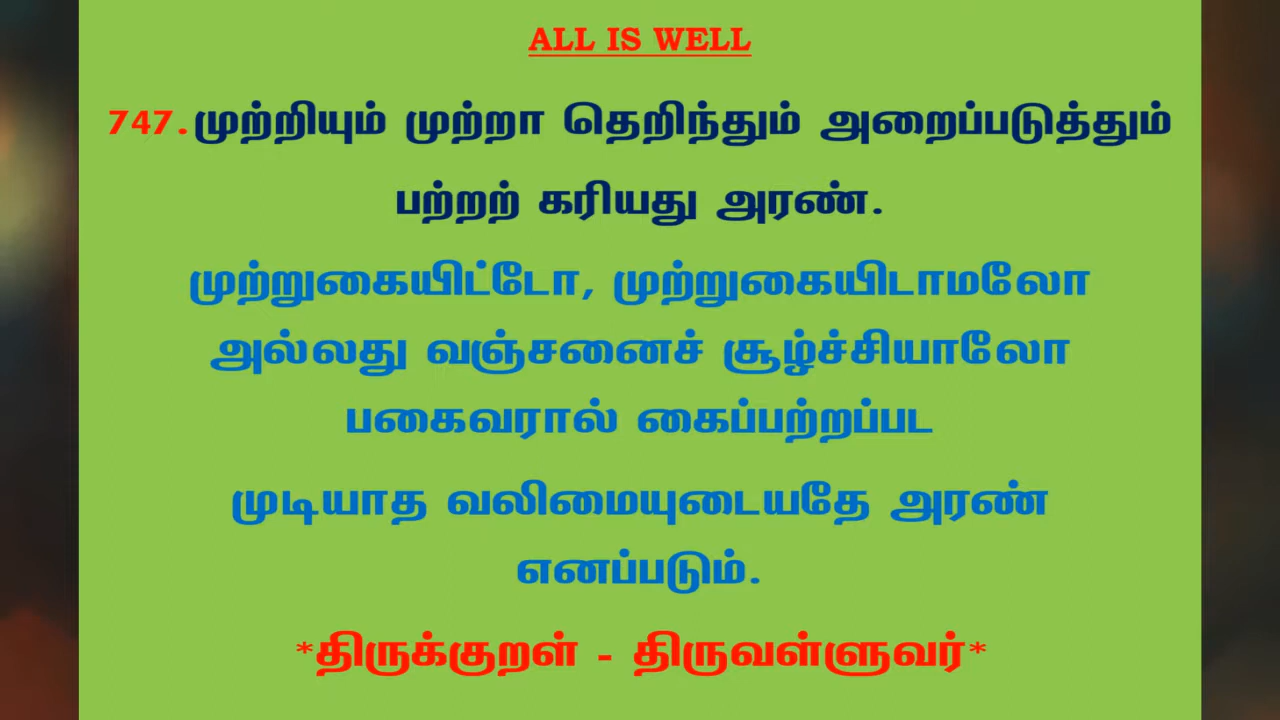 ALL IS WELL
747.முற்றியும் முற்றா தெறிந்தும் அறைப்படுத்தும்
பற்றற் கரியது அரண்.
முற்றுகையிட்டோ, முற்றுகையிடாமலோ
அல்லது வஞ்சனைச் சூழ்ச்சியாலோ
பகைவரால் கைப்பற்றப்பட
முடியாத வலிமையுடையதே அரண்
எனப்படும்.
*திருக்குறள் - திருவள்ளுவர்*